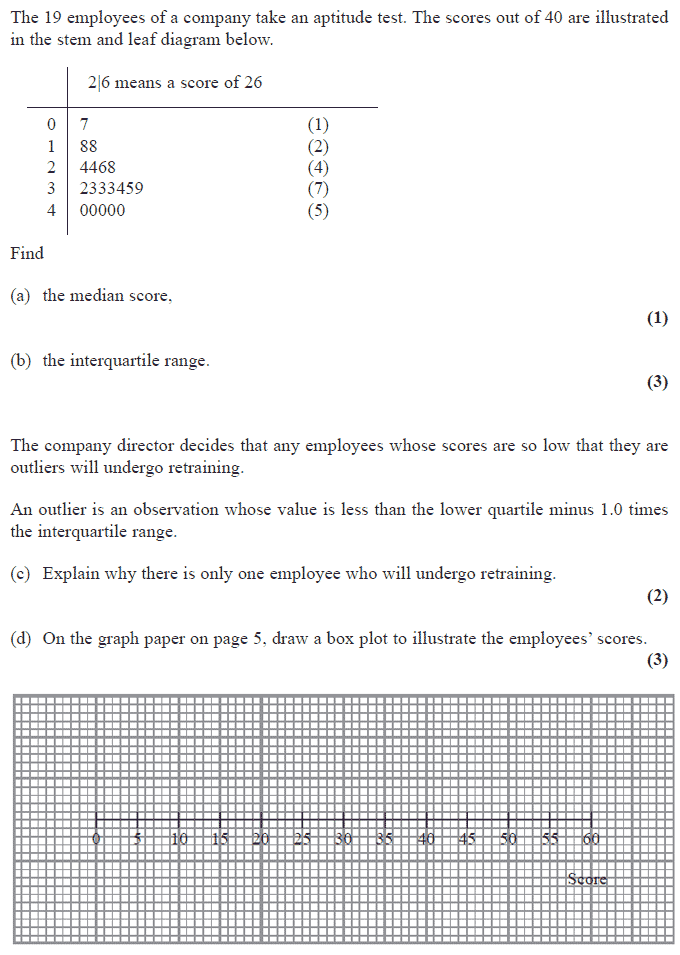 The 19 employees of a company take an aptitude test. The scores out of 40 are illustrated
in the stem and leaf diagram below.
2|6 means a score of 26
0 7 (1)
1 88 (2)
2 4468 (4)
3 2333459 (7)
4 00000 (5)
Find
(a) the median score,
(1)
(b) the interquartile range.
(3)
The company director decides that any employees whose scores are so low that they are
outliers will undergo retraining.
An outlier is an observation whose value is less than the lower quartile minus 1.0 times
the interquartile range.
(c) Explain why there is only one employee who will undergo retraining.
(2)
(d) On the graph paper on page 5, draw a box plot to illustrate the employees' scores.
(3)
0 5 10 15 20 25 30 35 40 45 50 55 60
Score